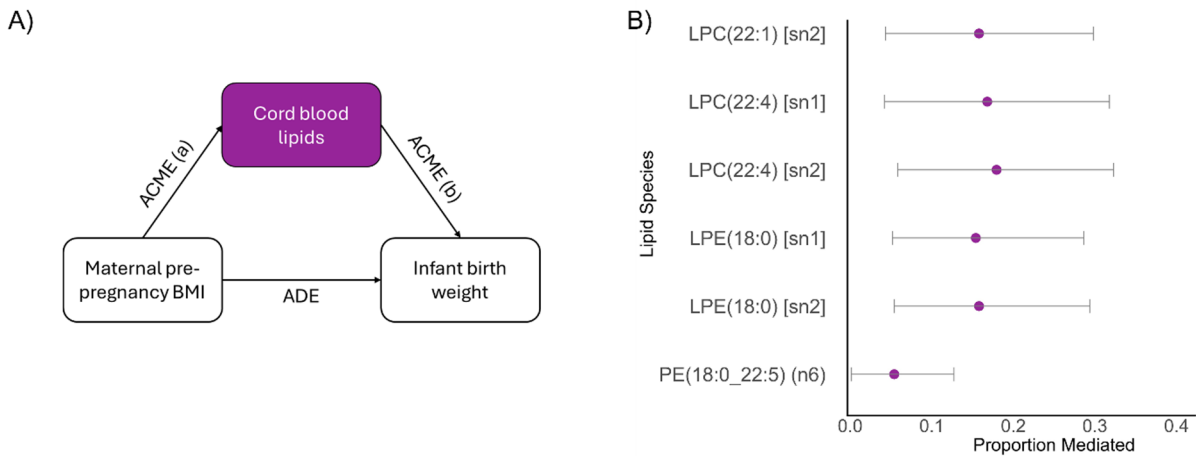 A)
Cord blood
lipids
ACME (a)
ACME (b)
Maternal pre-
pregnancy BMI
ADE
Infant birth
weight
B)
Lipid Species
LPC(22:1) [sn2]
LPC(22:4) [sn1]
LPC(22:4) [sn2]
LPE(18:0) [sn1]
LPE(18:0) [sn2]
PE(18:0_22:5) (n6)
0.0 0.1 0.2 0.3 0.4
Proportion Mediated